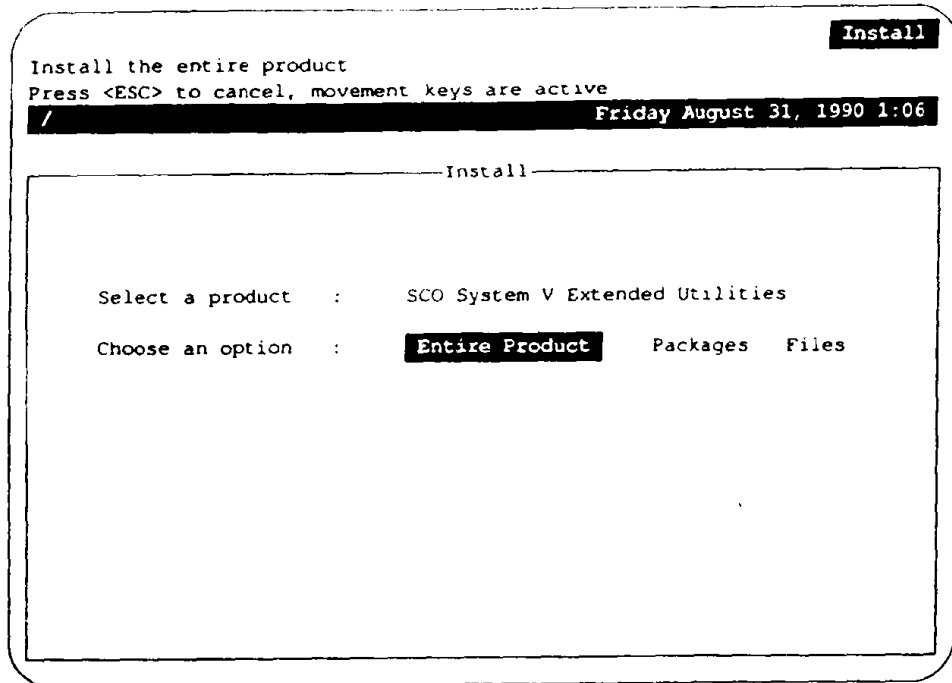 Install
Install the entire product
Press <ESC> to cancel, movement keys are active
/ Friday August 31, 1990 1:06
Install
Select a product : SCO System V Extended Utilities
Choose an option : Entire Product Packages Files